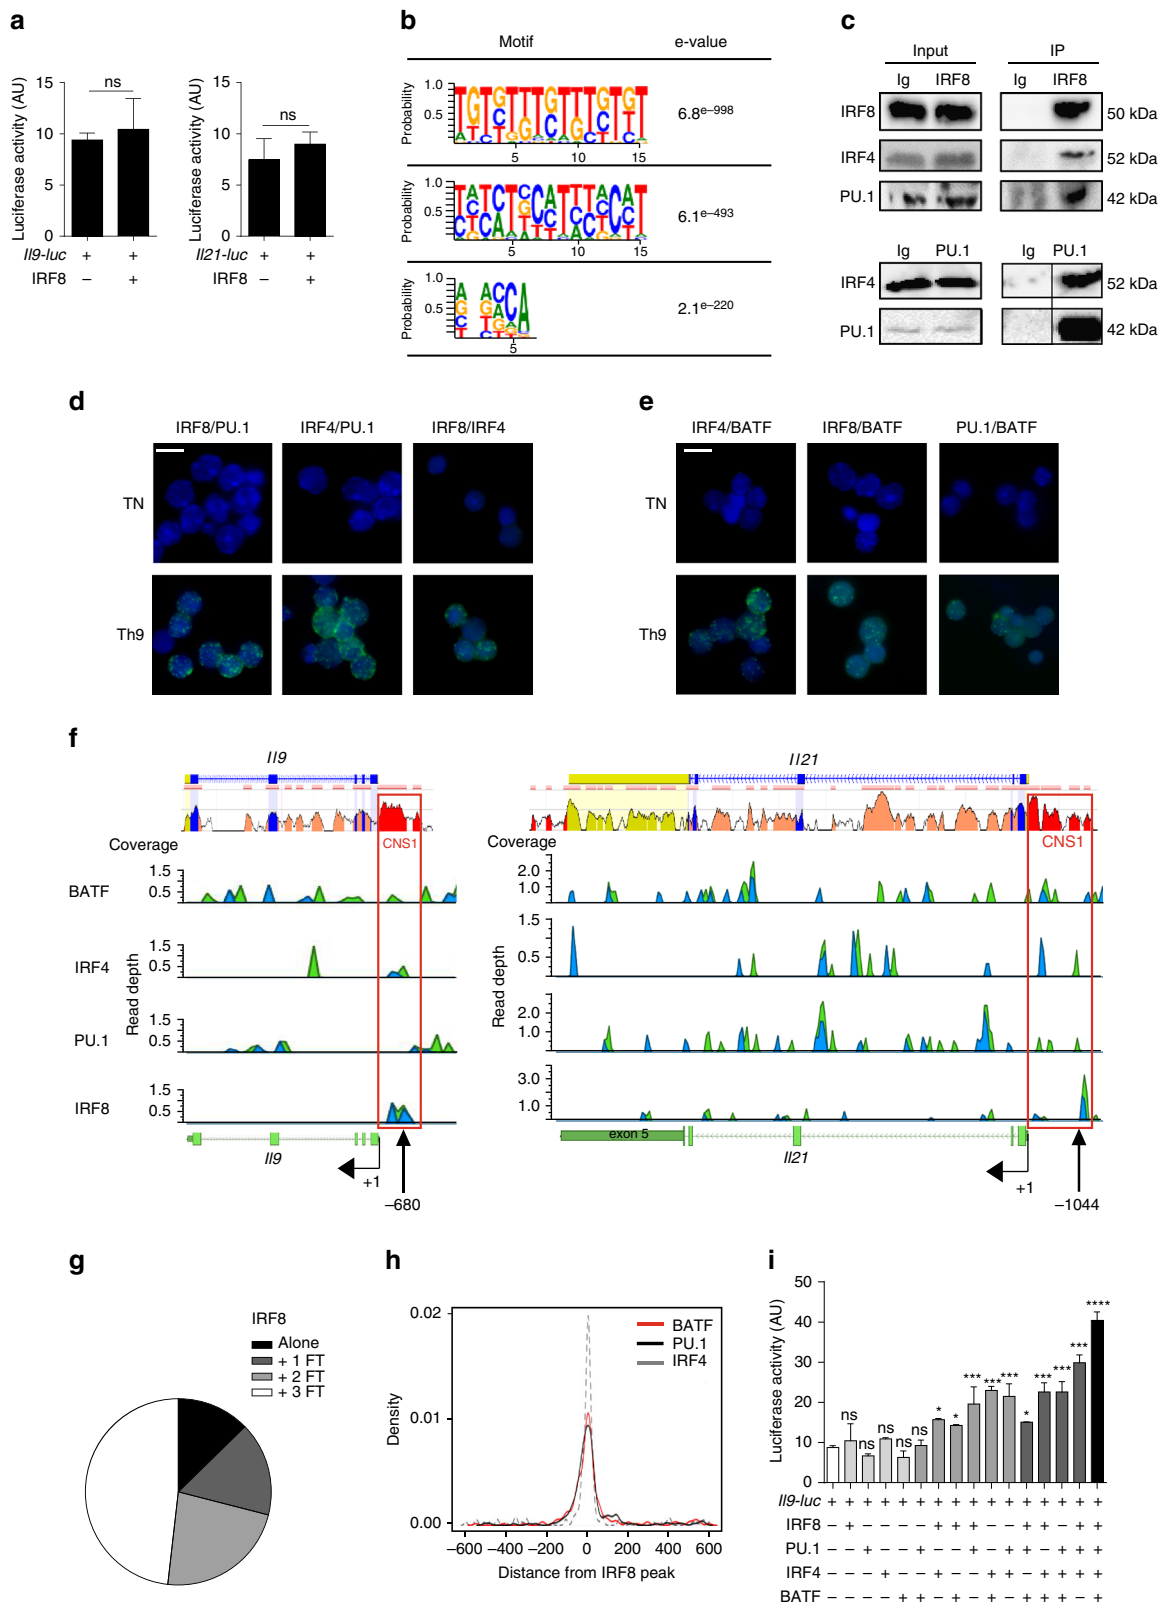 a
Luciferase activity (AU)
15
10
5
0
ns
Il9-luc + +
IRF8 – +
Luciferase activity (AU)
15
10
5
0
ns
Il21-luc + +
IRF8 – +
b
Motif e-value
Probability
1.0
0.5
5 10 15
6.8e–998
Probability
1.0
0.5
5 10 15
6.1e–493
Probability
1.0
0.5
5
2.1e–220
c
Input IP
Ig IRF8 Ig IRF8
IRF8 50 kDa
IRF4 52 kDa
PU.1 42 kDa
Ig PU.1 Ig PU.1
IRF4 52 kDa
PU.1 42 kDa
d
IRF8/PU.1 IRF4/PU.1 IRF8/IRF4
TN
Th9
e
IRF4/BATF IRF8/BATF PU.1/BATF
TN
Th9
f
Il9
Il21
Coverage
CNS1
CNS1
BATF
1.5
0.5
2.0
1.0
IRF4
1.5
0.5
1.5
0.5
PU.1
1.5
0.5
2.0
1.0
IRF8
1.5
0.5
3.0
1.0
Read depth
Read depth
exon 5
Il9
Il21
+1
–680
+1
–1044
g
IRF8
Alone
+ 1 FT
+ 2 FT
+ 3 FT
h
Density
0.02
0.01
0.00
BATF
PU.1
IRF4
–600 –400 –200 0 200 400 600
Distance from IRF8 peak
i
Luciferase activity (AU)
50
40
30
20
10
0
ns ns ns ns ns * * *** *** *** * *** *** *** ****
Il9-luc + + + + + + + + + + + + + + + +
IRF8 – + – – – – + + + – – – + + + +
PU.1 – – + – – + – – + – + + – + + +
IRF4 – – – + – – + – – + + – + – + +
BATF – – – – + + – + – + – + + + – +